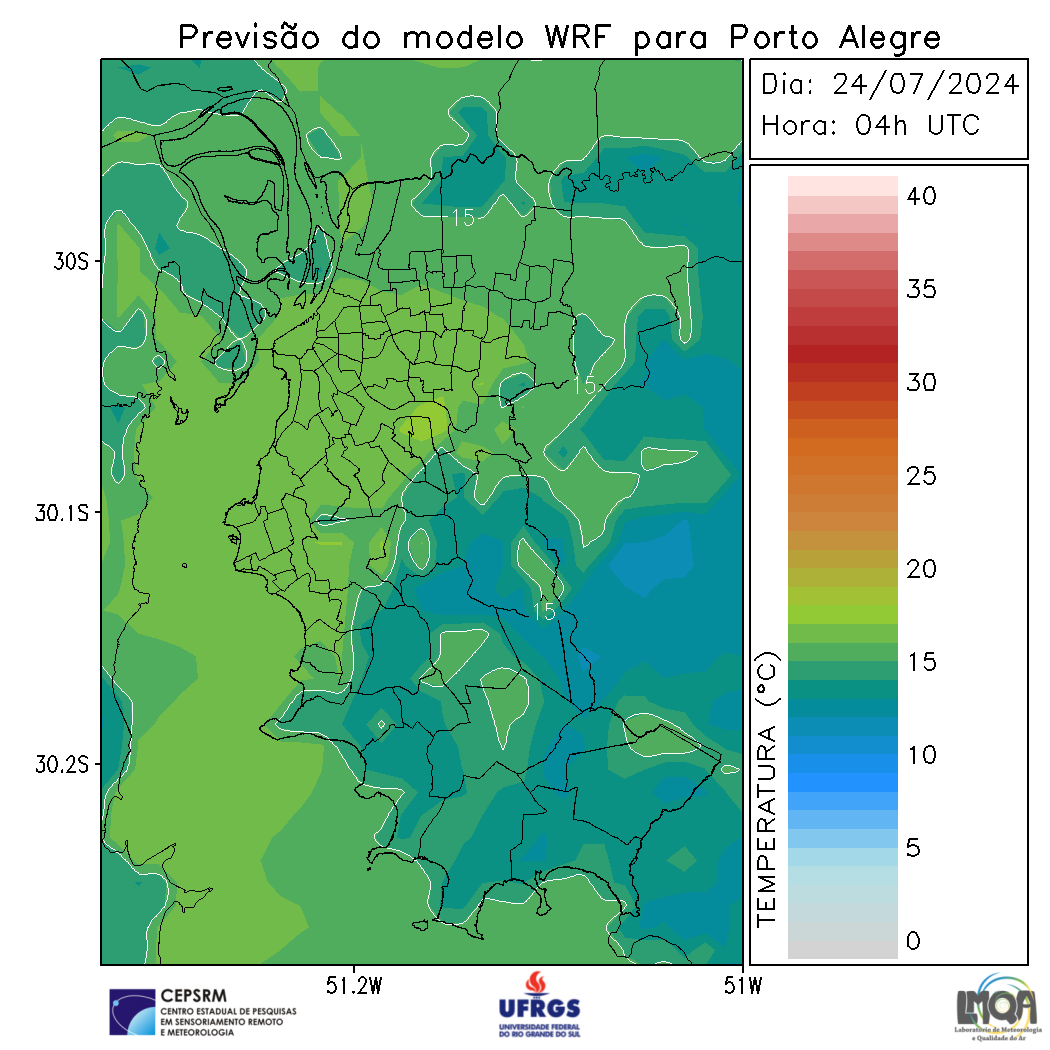 Previsão do modelo WRF para Porto Alegre
Dia: 24/07/2024
Hora: 04h UTC
40
35
30
25
20
15
10
5
0
TEMPERATURA (°C)
30S
30.1S
30.2S
51.2W
51W
15
15
15
CEPSRM
CENTRO ESTADUAL DE PESQUISAS
EM SENSORIAMENTO REMOTO
E METEOROLOGIA
UFRGS
UNIVERSIDADE FEDERAL
DO RIO GRANDE DO SUL
LMQA
Laboratório de Meteorologia
e Qualidade do Ar